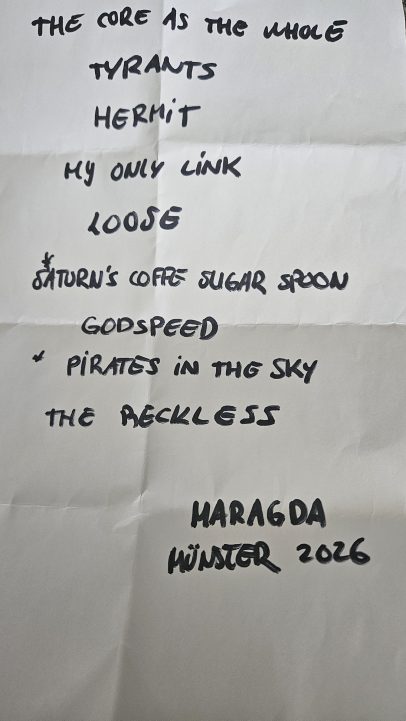 THE CORE AS THE WHOLE
TYRANTS
HERMIT
MY ONLY LINK
LOOSE
* SATURN'S COFFE SUGAR SPOON
GODSPEED
* PIRATES IN THE SKY
THE RECKLESS
MARAGDA
MÜNSTER 2026